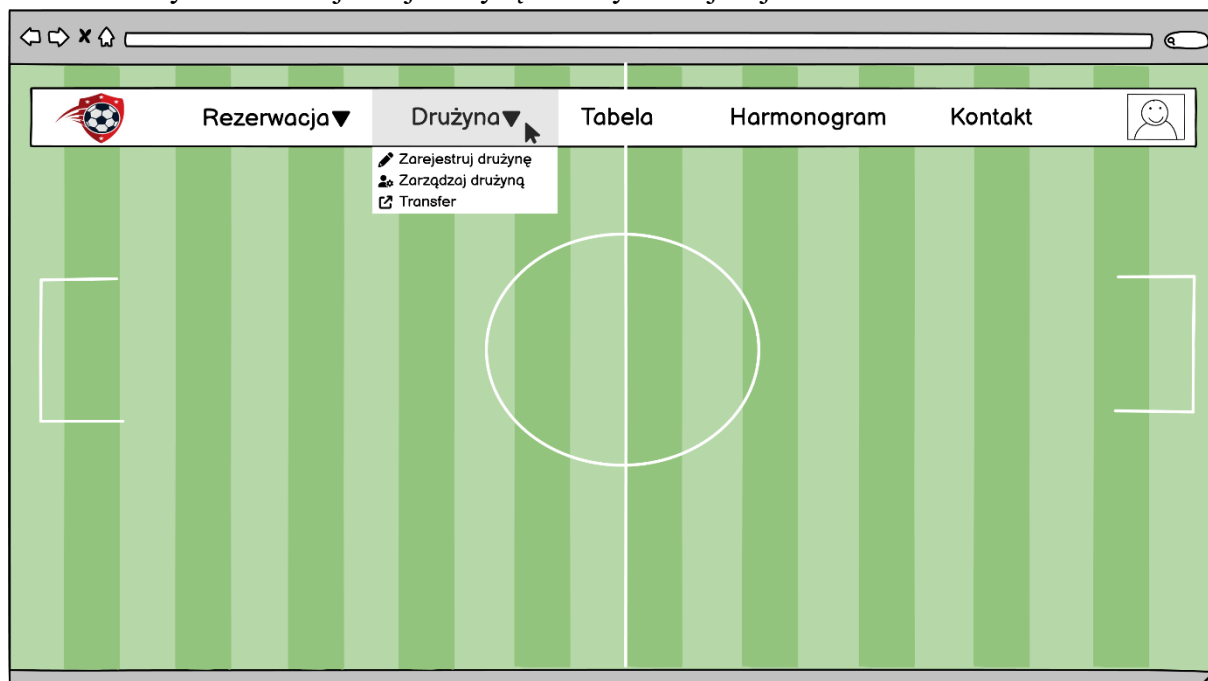 Rezerwacja▼ Drużyna▼ Tabela Harmonogram Kontakt
Zarejestruj drużynę
Zarządzaj drużyną
Transfer